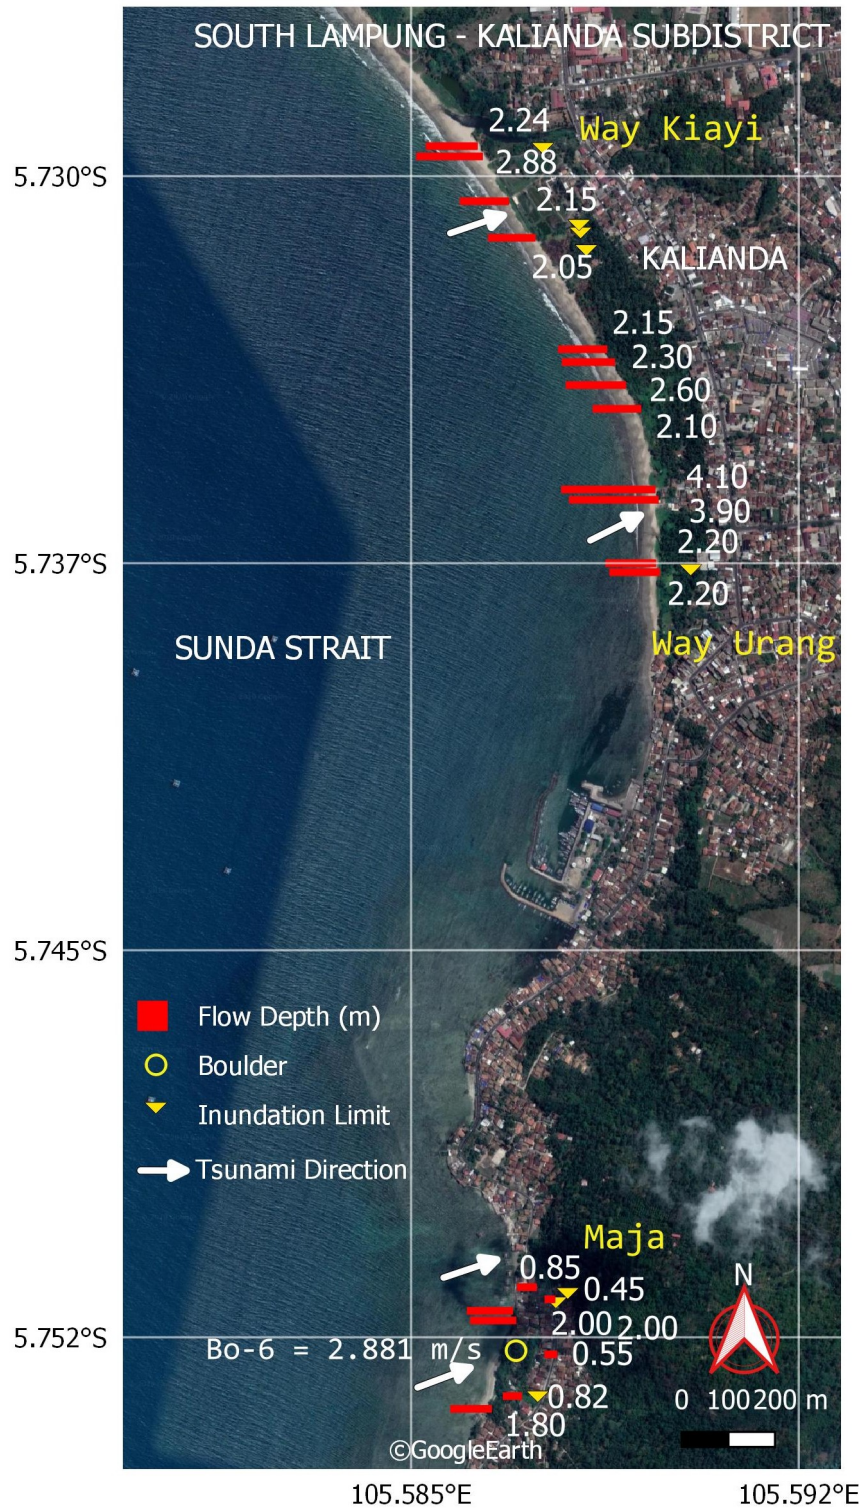 SOUTH LAMPUNG - KALIANDA SUBDISTRICT
2.24
Way Kiayi
2.88
5.730°S
2.15
KALIANDA
2.05
2.15
2.30
2.60
2.10
4.10
3.90
2.20
5.737°S
2.20
Way Urang
SUNDA STRAIT
5.745°S
Flow Depth (m)
Boulder
Inundation Limit
Tsunami Direction
Maja
0.85
0.45
N
2.00 2.00
5.752°S
Bo-6 = 2.881 m/s
0.55
0.82
0 100 200 m
1.80
©GoogleEarth
105.585°E
105.592°E